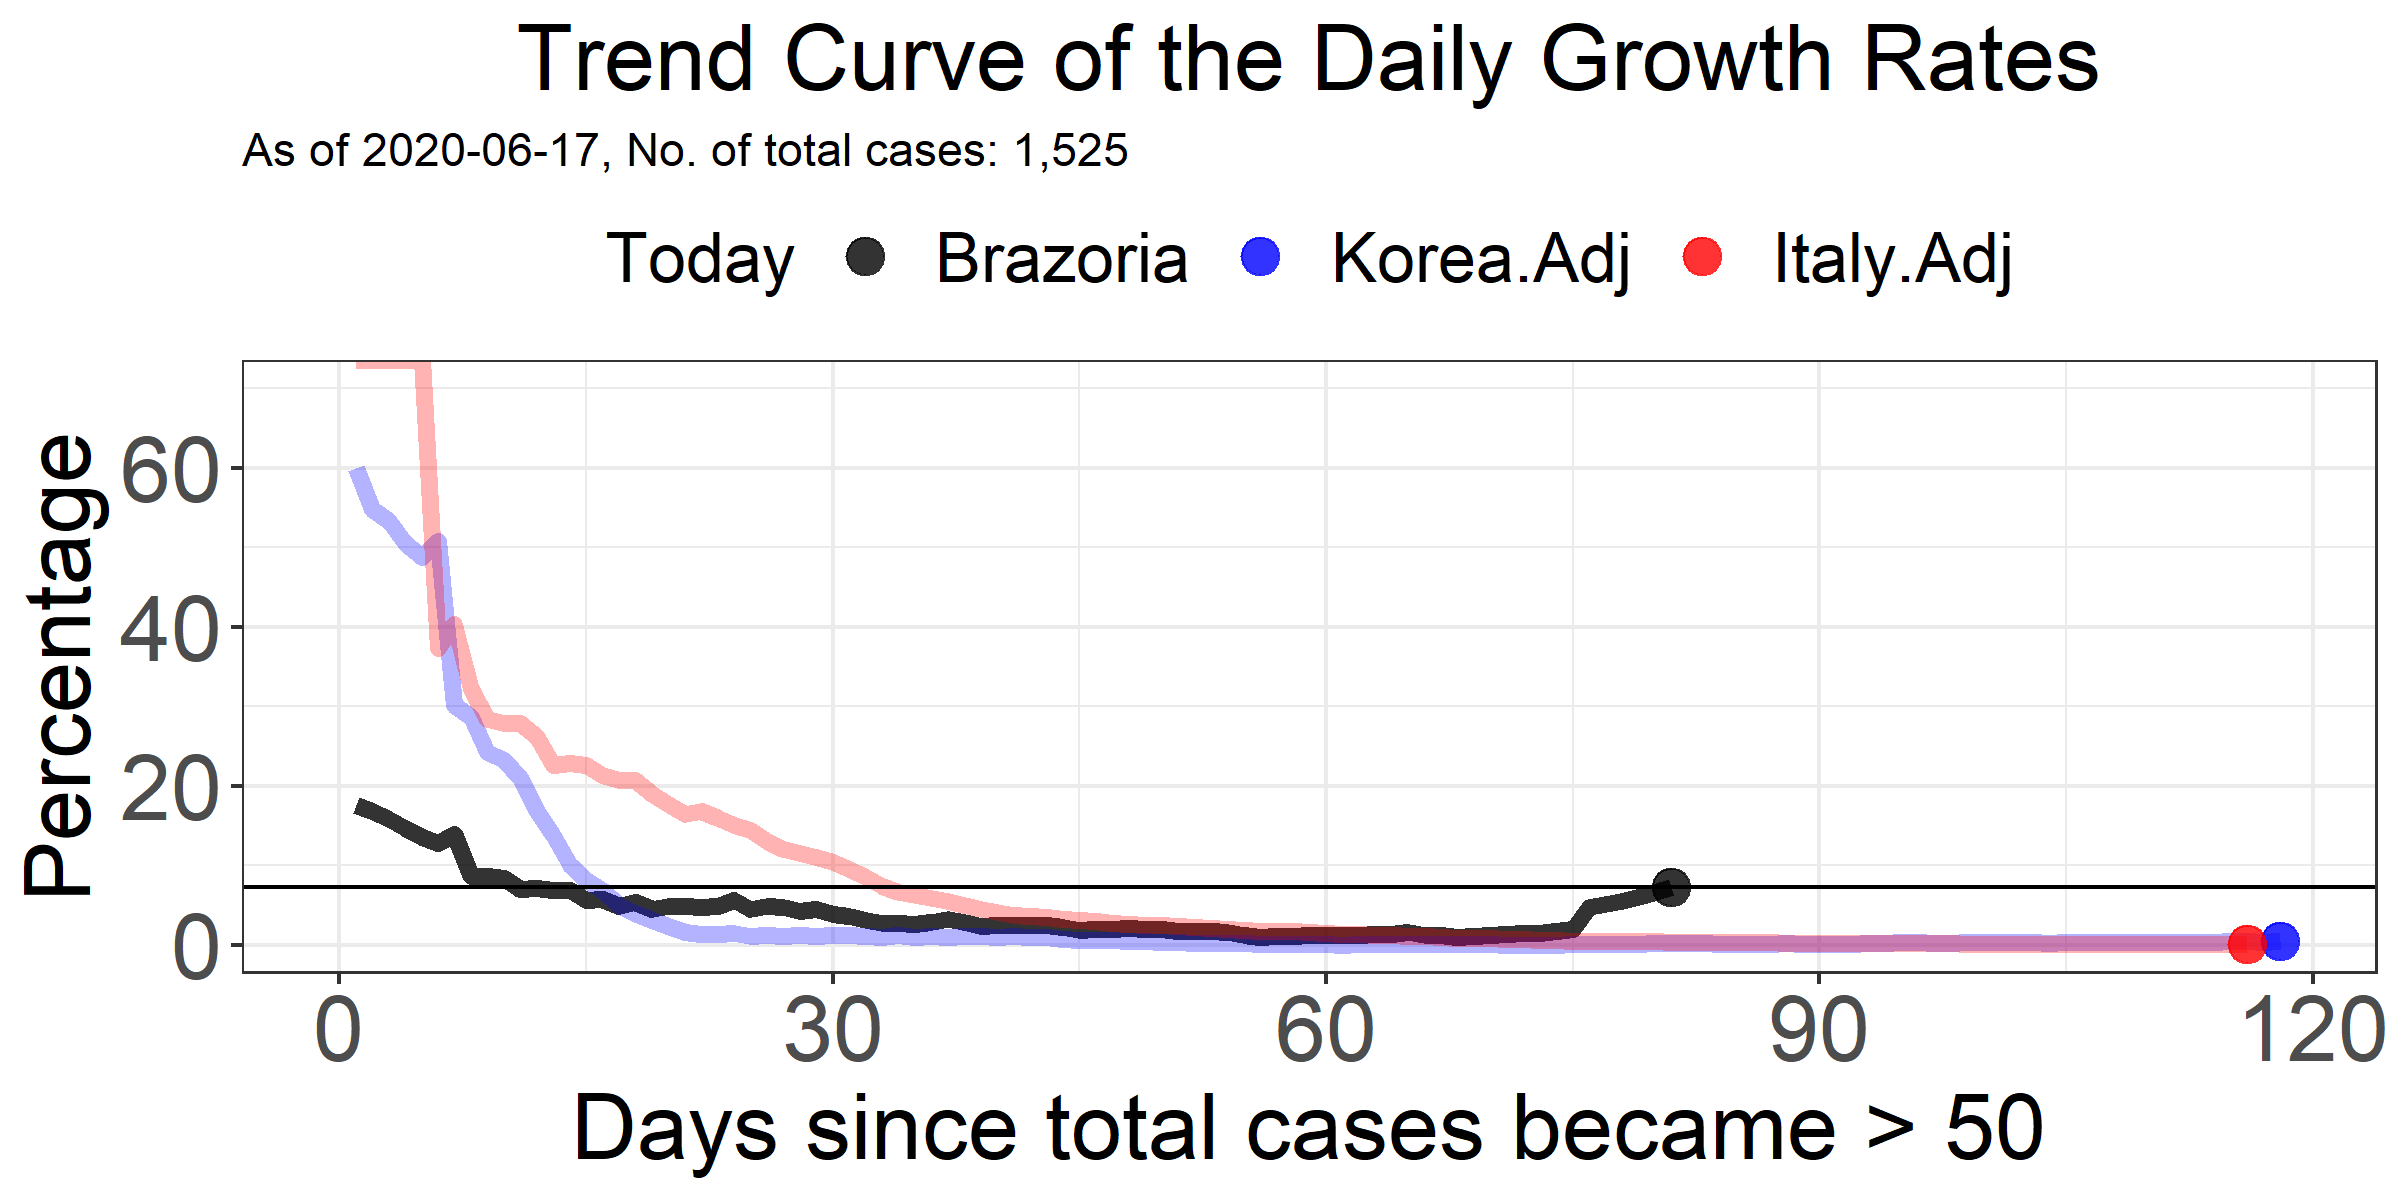 Trend Curve of the Daily Growth Rates
As of 2020-06-17, No. of total cases: 1,525
Today Brazoria Korea.Adj Italy.Adj
Percentage
60
40
20
0
0 30 60 90 120
Days since total cases became > 50